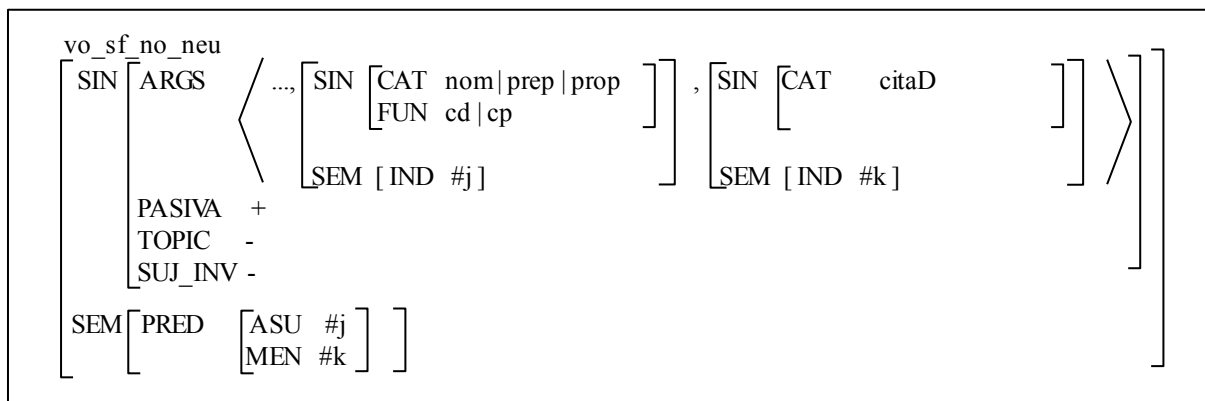 vo_sf_no_neu
SIN ARGS ..., SIN CAT nom|prep|prop , SIN CAT citaD
FUN cd|cp
SEM [ IND #j ] SEM [ IND #k ]
PASIVA +
TOPIC -
SUJ_INV -
SEM PRED ASU #j
MEN #k